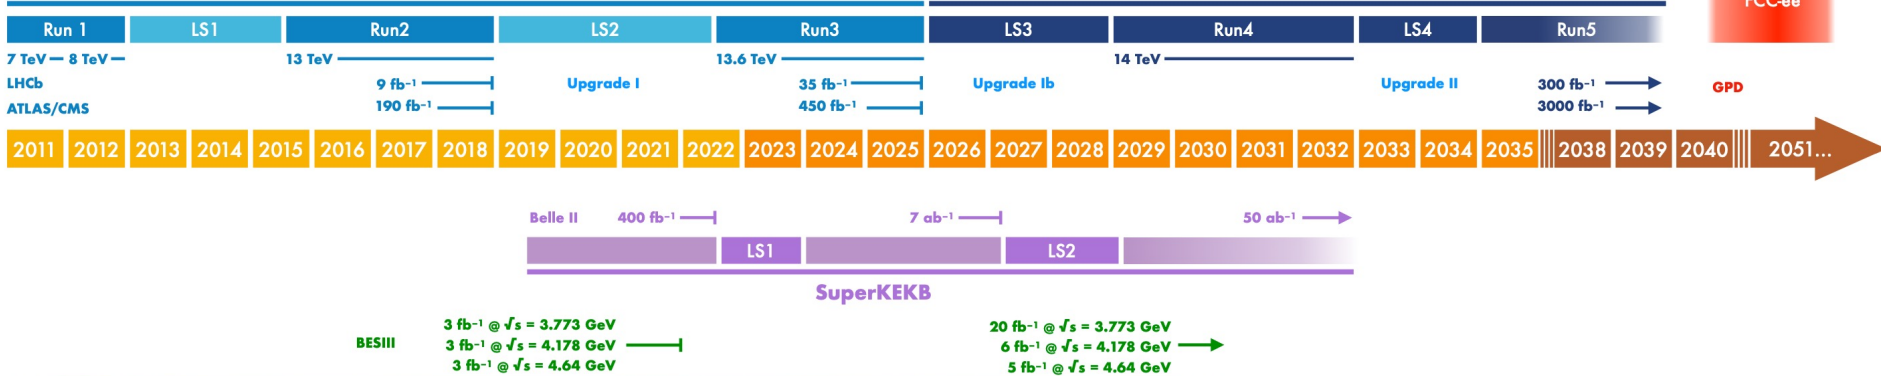 FCC-ee
Run 1 LS1 Run2 LS2 Run3 LS3 Run4 LS4 Run5
7 TeV 8 TeV 13 TeV 13.6 TeV 14 TeV
LHCb 9 fb⁻¹ Upgrade I 35 fb⁻¹ Upgrade Ib Upgrade II 300 fb⁻¹ GPD
ATLAS/CMS 190 fb⁻¹ 450 fb⁻¹ 3000 fb⁻¹
2011 2012 2013 2014 2015 2016 2017 2018 2019 2020 2021 2022 2023 2024 2025 2026 2027 2028 2029 2030 2031 2032 2033 2034 2035 2038 2039 2040 2051...
Belle II 400 fb⁻¹ 7 ab⁻¹ 50 ab⁻¹
LS1 LS2
SuperKEKB
3 fb⁻¹ @ √s = 3.773 GeV 20 fb⁻¹ @ √s = 3.773 GeV
BESIII 3 fb⁻¹ @ √s = 4.178 GeV 6 fb⁻¹ @ √s = 4.178 GeV
3 fb⁻¹ @ √s = 4.64 GeV 5 fb⁻¹ @ √s = 4.64 GeV